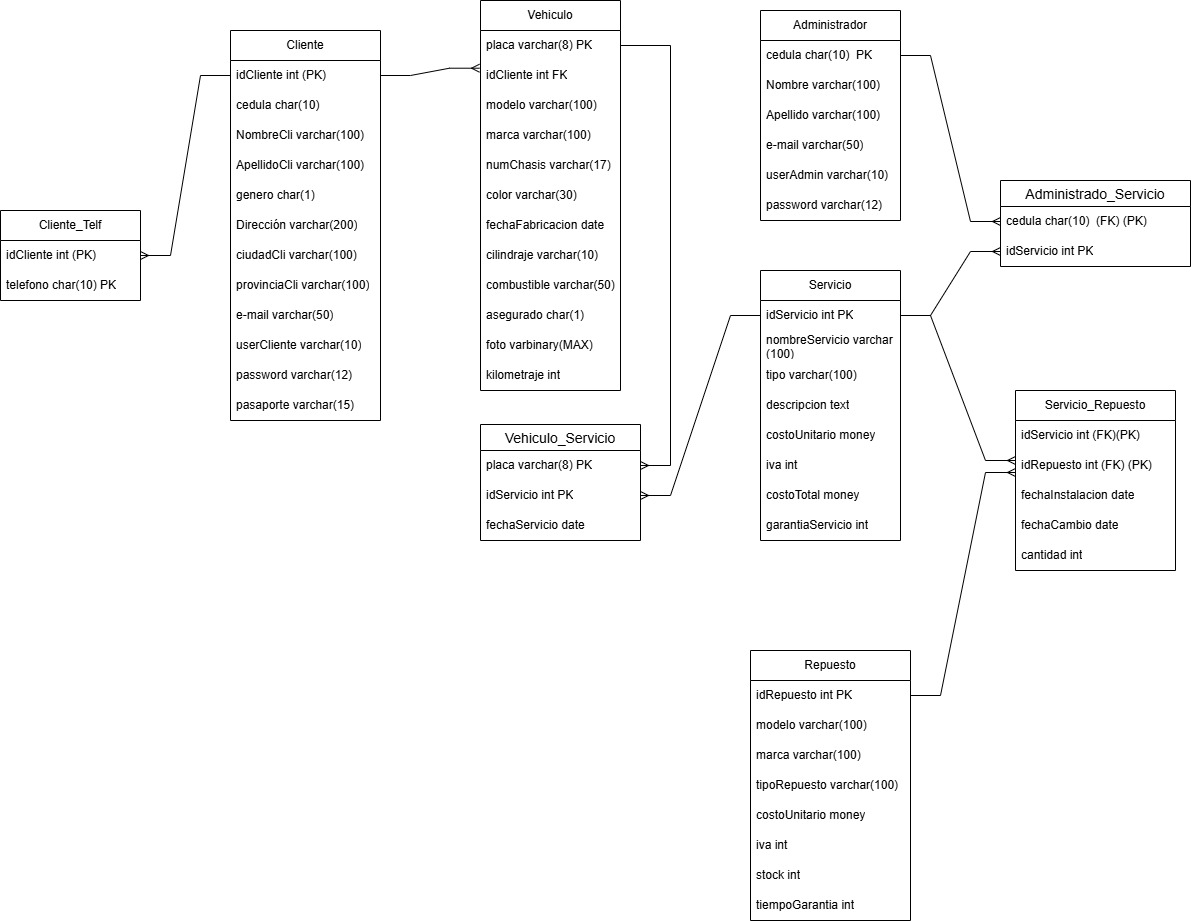 Cliente
idCliente int (PK)
cedula char(10)
NombreCli varchar(100)
ApellidoCli varchar(100)
genero char(1)
Dirección varchar(200)
ciudadCli varchar(100)
provinciaCli varchar(100)
e-mail varchar(50)
userCliente varchar(10)
password varchar(12)
pasaporte varchar(15)
Cliente_Telf
idCliente int (PK)
telefono char(10) PK
Vehiculo
placa varchar(8) PK
idCliente int FK
modelo varchar(100)
marca varchar(100)
numChasis varchar(17)
color varchar(30)
fechaFabricacion date
cilindraje varchar(10)
combustible varchar(50)
asegurado char(1)
foto varbinary(MAX)
kilometraje int
Vehiculo_Servicio
placa varchar(8) PK
idServicio int PK
fechaServicio date
Administrador
cedula char(10)  PK
Nombre varchar(100)
Apellido varchar(100)
e-mail varchar(50)
userAdmin varchar(10)
password varchar(12)
Administrado_Servicio
cedula char(10)  (FK) (PK)
idServicio int PK
Servicio
idServicio int PK
nombreServicio varchar
(100)
tipo varchar(100)
descripcion text
costoUnitario money
iva int
costoTotal money
garantiaServicio int
Servicio_Repuesto
idServicio int (FK)(PK)
idRepuesto int (FK) (PK)
fechaInstalacion date
fechaCambio date
cantidad int
Repuesto
idRepuesto int PK
modelo varchar(100)
marca varchar(100)
tipoRepuesto varchar(100)
costoUnitario money
iva int
stock int
tiempoGarantia int